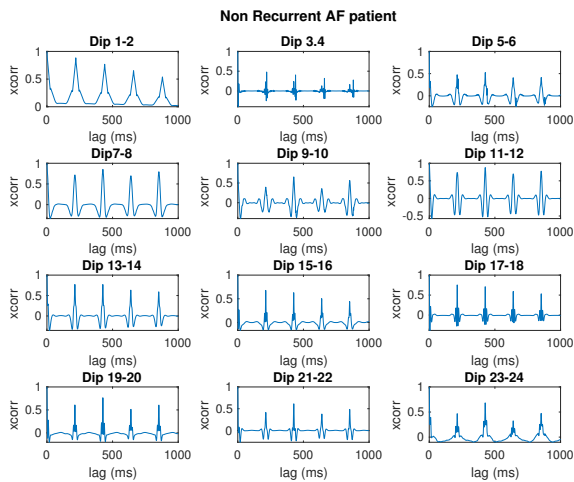 Non Recurrent AF patient
Dip 1-2
Dip 3.4
Dip 5-6
1
0.5
0
xcorr
0
500
1000
lag (ms)
1
0.5
0
xcorr
0
500
1000
lag (ms)
1
0.5
0
xcorr
0
500
1000
lag (ms)
Dip7-8
Dip 9-10
Dip 11-12
1
0.5
0
xcorr
0
500
1000
lag (ms)
1
0.5
0
xcorr
0
500
1000
lag (ms)
1
0.5
0
-0.5
xcorr
0
500
1000
lag (ms)
Dip 13-14
Dip 15-16
Dip 17-18
1
0.5
0
xcorr
0
500
1000
lag (ms)
1
0.5
0
xcorr
0
500
1000
lag (ms)
1
0.5
0
xcorr
0
500
1000
lag (ms)
Dip 19-20
Dip 21-22
Dip 23-24
1
0.5
0
xcorr
0
500
1000
lag (ms)
1
0.5
0
xcorr
0
500
1000
lag (ms)
1
0.5
0
xcorr
0
500
1000
lag (ms)